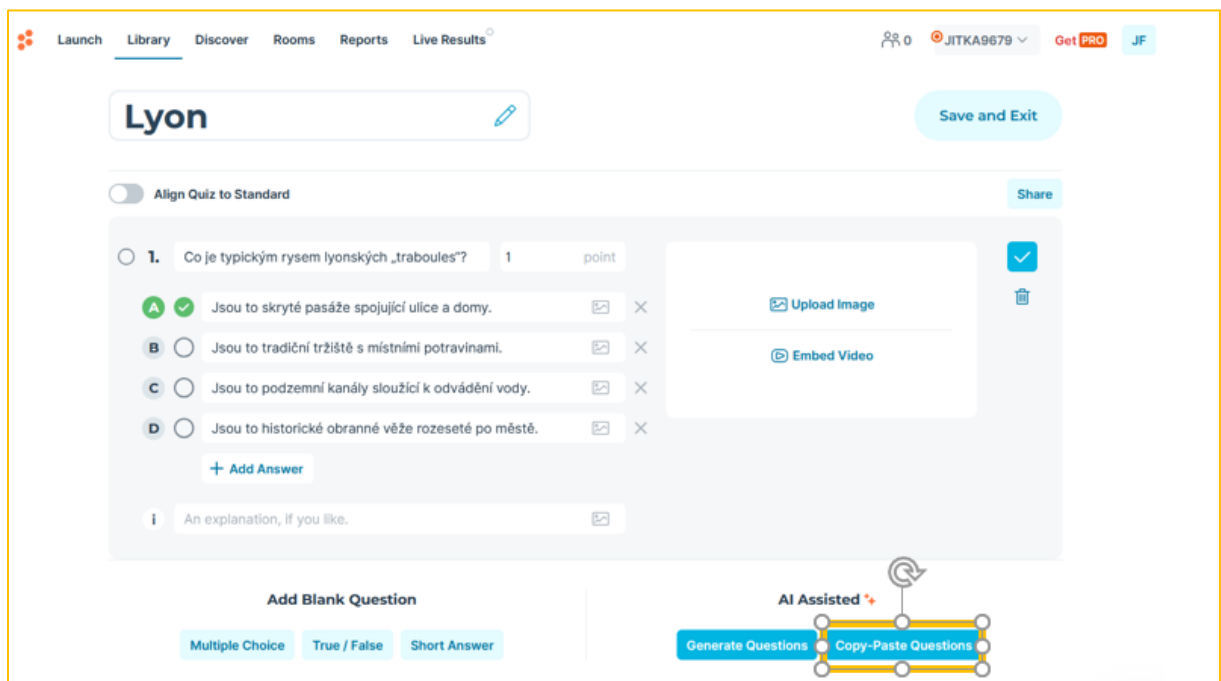 Launch Library Discover Rooms Reports Live Results 0 JITKA9679 Get PRO JF
Lyon Save and Exit
Align Quiz to Standard Share
1. Co je typickým rysem lyonských „traboules“? 1 point
A Jsou to skryté pasáže spojující ulice a domy.
Upload Image
B Jsou to tradiční tržiště s místními potravinami.
Embed Video
C Jsou to podzemní kanály sloužící k odvádění vody.
D Jsou to historické obranné věže rozeseté po městě.
+ Add Answer
i An explanation, if you like.
Add Blank Question AI Assisted
Multiple Choice True / False Short Answer Generate Questions Copy-Paste Questions